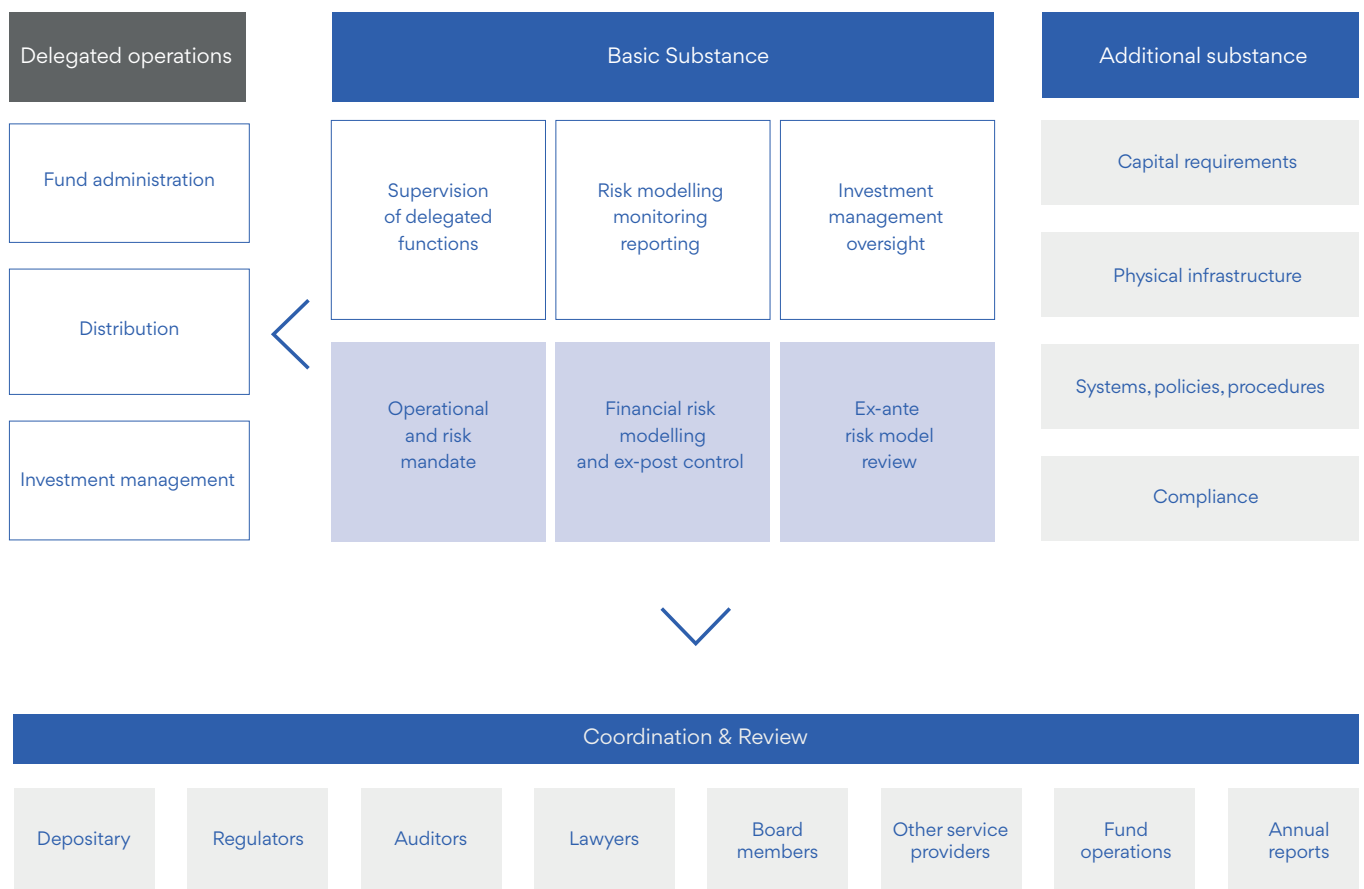 Delegated operations
Basic Substance
Additional substance
Fund administration
Distribution
Investment management
Supervision
of delegated
functions
Risk modelling
monitoring
reporting
Investment
management
oversight
Operational
and risk
mandate
Financial risk
modelling
and ex-post control
Ex-ante
risk model
review
Capital requirements
Physical infrastructure
Systems, policies, procedures
Compliance
Coordination & Review
Depositary
Regulators
Auditors
Lawyers
Board
members
Other service
providers
Fund
operations
Annual
reports